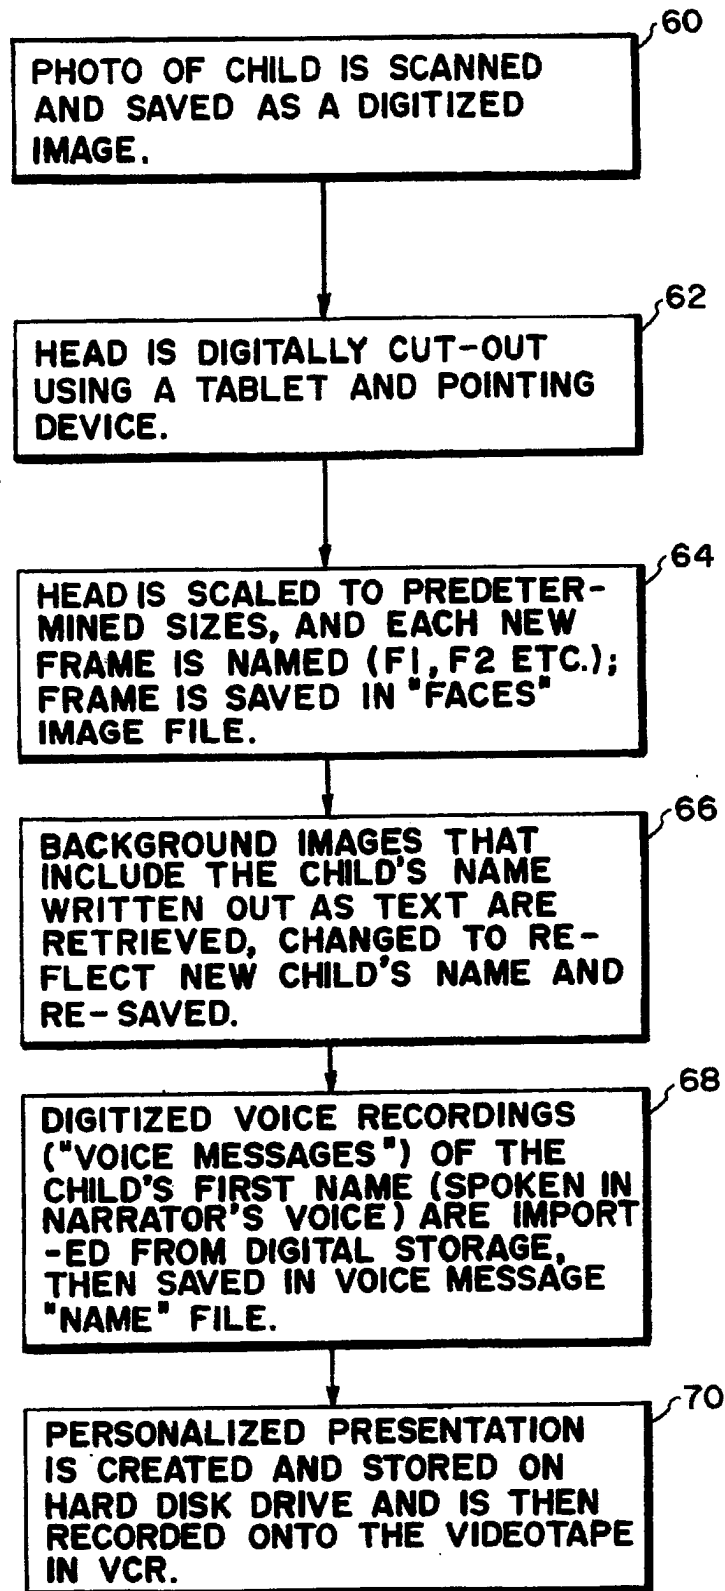 60
PHOTO OF CHILD IS SCANNED
AND SAVED AS A DIGITIZED
IMAGE.
62
HEAD IS DIGITALLY CUT-OUT
USING A TABLET AND POINTING
DEVICE.
64
HEAD IS SCALED TO PREDETER-
MINED SIZES, AND EACH NEW
FRAME IS NAMED (F1, F2 ETC.);
FRAME IS SAVED IN "FACES"
IMAGE FILE.
66
BACKGROUND IMAGES THAT
INCLUDE THE CHILD'S NAME
WRITTEN OUT AS TEXT ARE
RETRIEVED, CHANGED TO RE-
FLECT NEW CHILD'S NAME AND
RE-SAVED.
68
DIGITIZED VOICE RECORDINGS
("VOICE MESSAGES") OF THE
CHILD'S FIRST NAME (SPOKEN IN
NARRATOR'S VOICE) ARE IMPORT
-ED FROM DIGITAL STORAGE,
THEN SAVED IN VOICE MESSAGE
"NAME" FILE.
70
PERSONALIZED PRESENTATION
IS CREATED AND STORED ON
HARD DISK DRIVE AND IS THEN
RECORDED ONTO THE VIDEOTAPE
IN VCR.